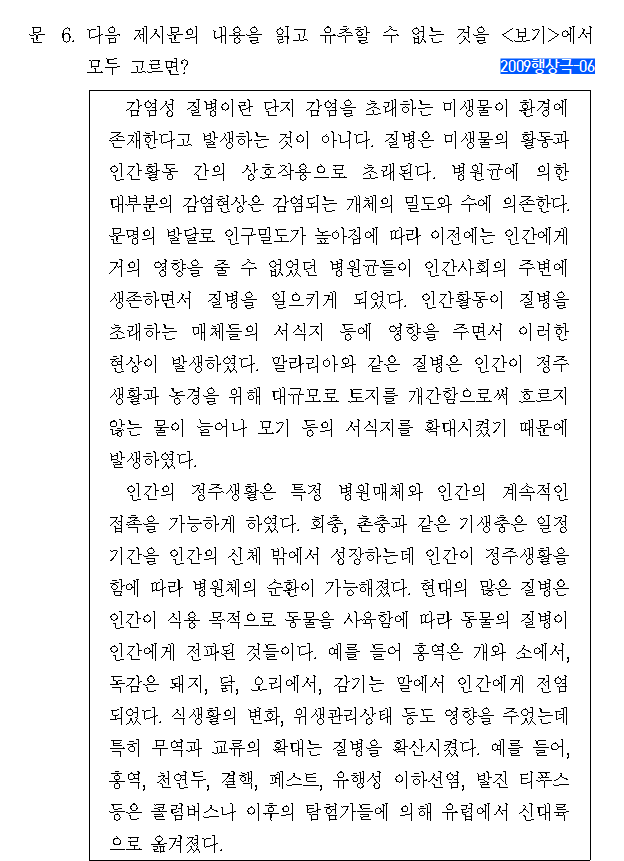 문 6. 다음 제시문의 내용을 읽고 유추할 수 없는 것을 <보기>에서
모두 고르면?
2009행상극-06
감염성 질병이란 단지 감염을 초래하는 미생물이 환경에
존재한다고 발생하는 것이 아니다. 질병은 미생물의 활동과
인간활동 간의 상호작용으로 초래된다. 병원균에 의한
대부분의 감염현상은 감염되는 개체의 밀도와 수에 의존한다.
문명의 발달로 인구밀도가 높아짐에 따라 이전에는 인간에게
거의 영향을 줄 수 없었던 병원균들이 인간사회의 주변에
생존하면서 질병을 일으키게 되었다. 인간활동이 질병을
초래하는 매체들의 서식지 등에 영향을 주면서 이러한
현상이 발생하였다. 말라리아와 같은 질병은 인간이 정주
생활과 농경을 위해 대규모로 토지를 개간함으로써 흐르지
않는 물이 늘어나 모기 등의 서식지를 확대시켰기 때문에
발생하였다.
인간의 정주생활은 특정 병원매체와 인간의 계속적인
접촉을 가능하게 하였다. 회충, 촌충과 같은 기생충은 일정
기간을 인간의 신체 밖에서 성장하는데 인간이 정주생활을
함에 따라 병원체의 순환이 가능해졌다. 현대의 많은 질병은
인간이 식용 목적으로 동물을 사육함에 따라 동물의 질병이
인간에게 전파된 것들이다. 예를 들어 홍역은 개와 소에서,
독감은 돼지, 닭, 오리에서, 감기는 말에서 인간에게 전염
되었다. 식생활의 변화, 위생관리상태 등도 영향을 주었는데
특히 무역과 교류의 확대는 질병을 확산시켰다. 예를 들어,
홍역, 천연두, 결핵, 페스트, 유행성 이하선염, 발진 티푸스
등은 콜럼버스나 이후의 탐험가들에 의해 유럽에서 신대륙
으로 옮겨졌다.